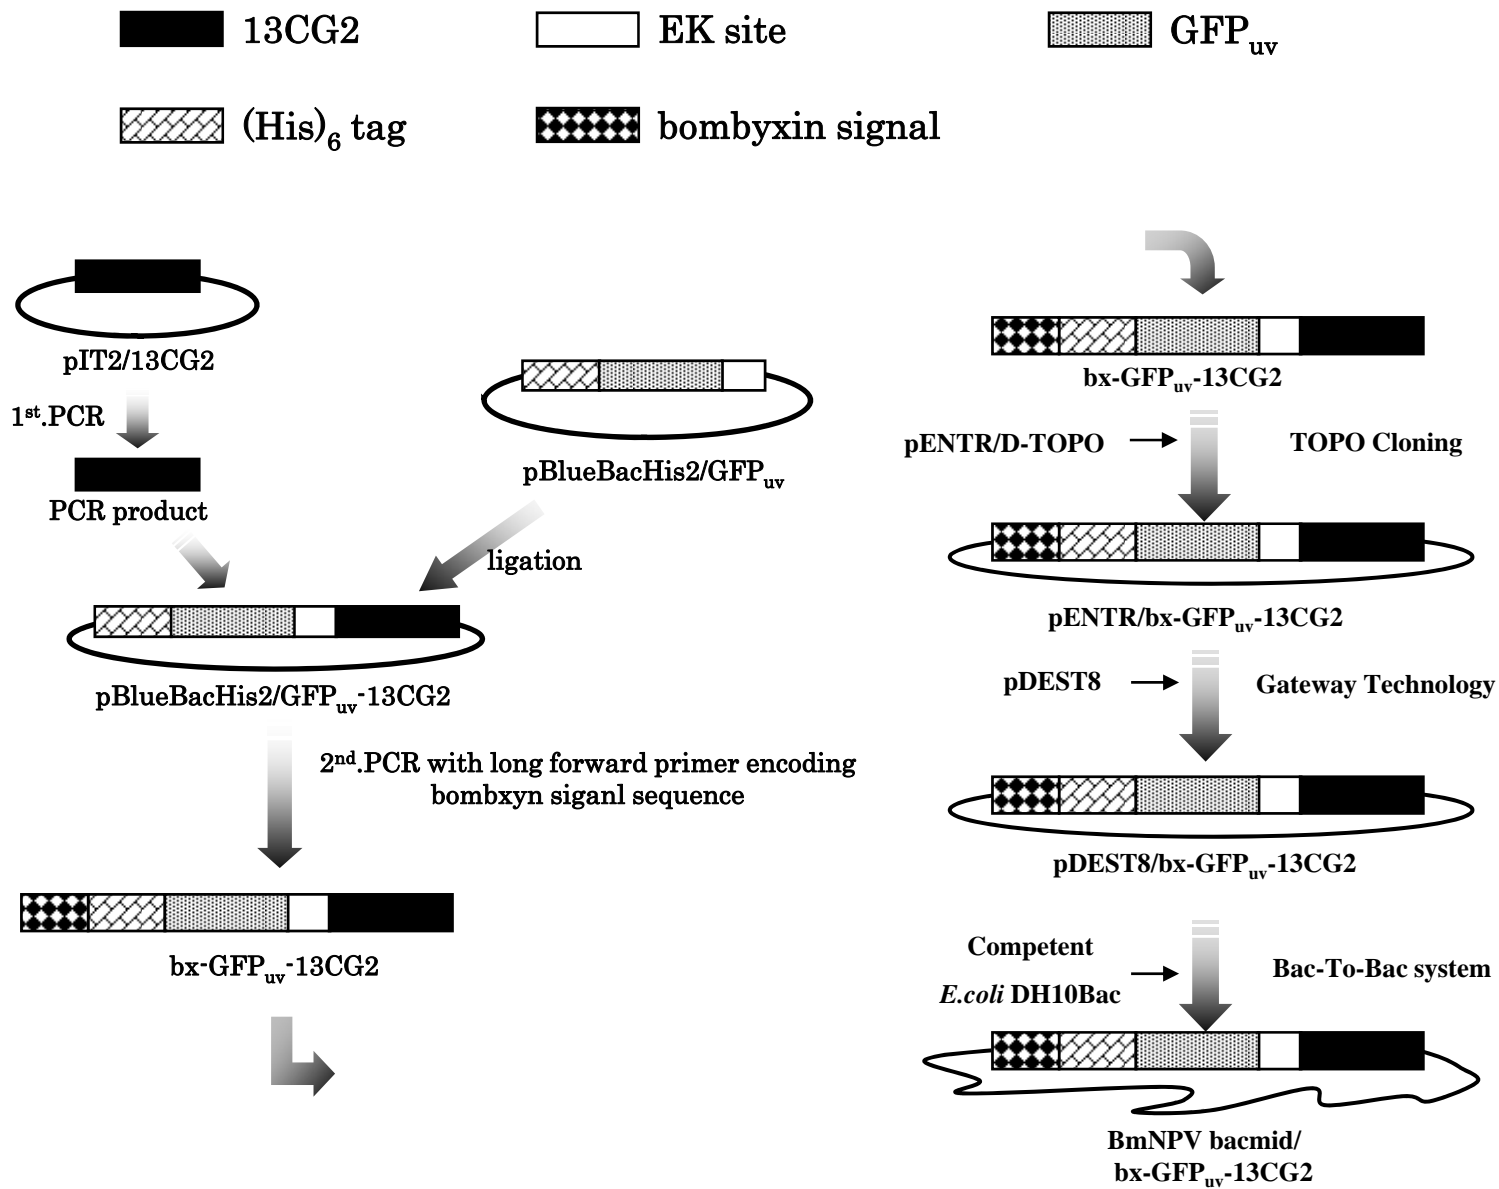 13CG2
EK site
GFPuv
(His)6 tag
bombyxin signal
pIT2/13CG2
1st.PCR
PCR product
pBlueBacHis2/GFPuv
ligation
pBlueBacHis2/GFPuv-13CG2
2nd.PCR with long forward primer encoding
bombxyn siganl sequence
bx-GFPuv-13CG2
bx-GFPuv-13CG2
pENTR/D-TOPO
TOPO Cloning
pENTR/bx-GFPuv-13CG2
pDEST8
Gateway Technology
pDEST8/bx-GFPuv-13CG2
Competent
E.coli DH10Bac
Bac-To-Bac system
BmNPV bacmid/
bx-GFPuv-13CG2